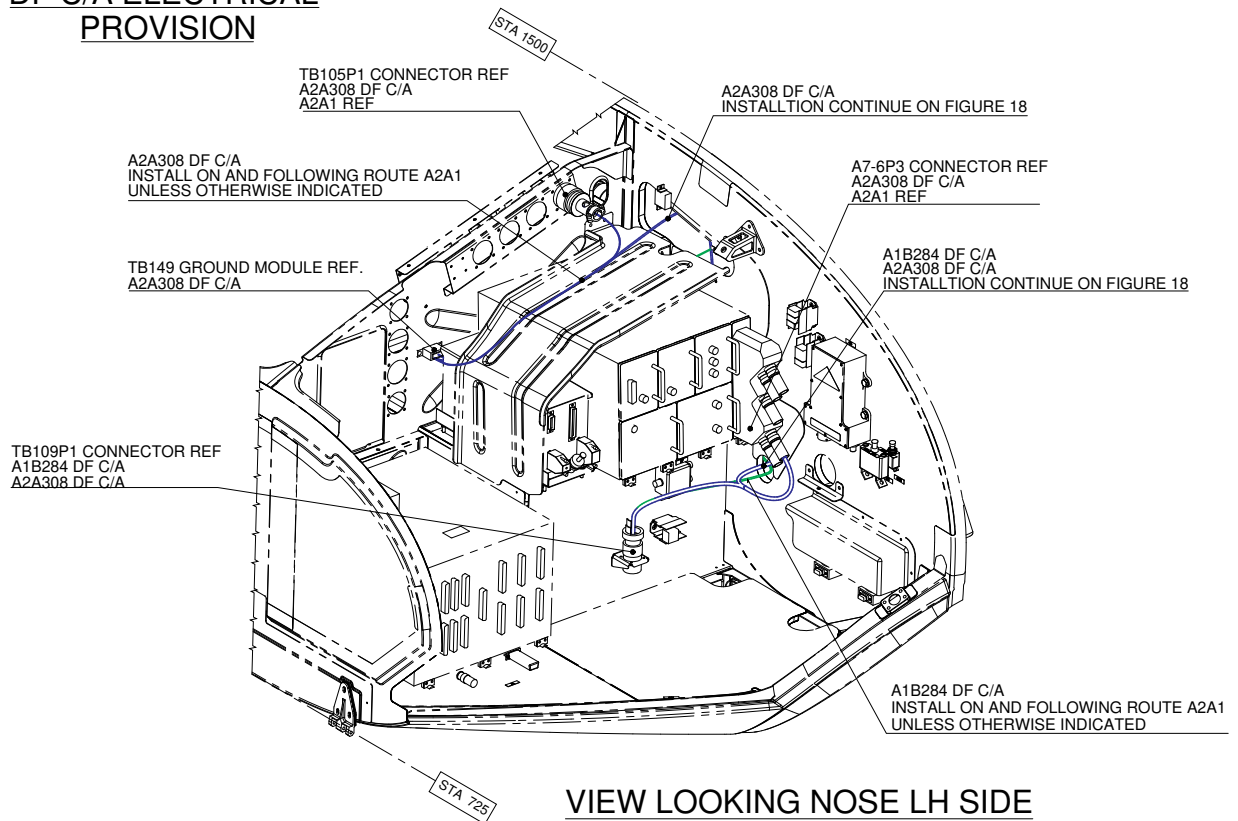 DF C/A ELECTRICAL
PROVISION
STA 1500
TB105P1 CONNECTOR REF
A2A308 DF C/A
A2A1 REF
A2A308 DF C/A
INSTALLTION CONTINUE ON FIGURE 18
A2A308 DF C/A
INSTALL ON AND FOLLOWING ROUTE A2A1
UNLESS OTHERWISE INDICATED
A7-6P3 CONNECTOR REF
A2A308 DF C/A
A2A1 REF
TB149 GROUND MODULE REF.
A2A308 DF C/A
A1B284 DF C/A
A2A308 DF C/A
INSTALLTION CONTINUE ON FIGURE 18
TB109P1 CONNECTOR REF
A1B284 DF C/A
A2A308 DF C/A
A1B284 DF C/A
INSTALL ON AND FOLLOWING ROUTE A2A1
UNLESS OTHERWISE INDICATED
STA 725
VIEW LOOKING NOSE LH SIDE